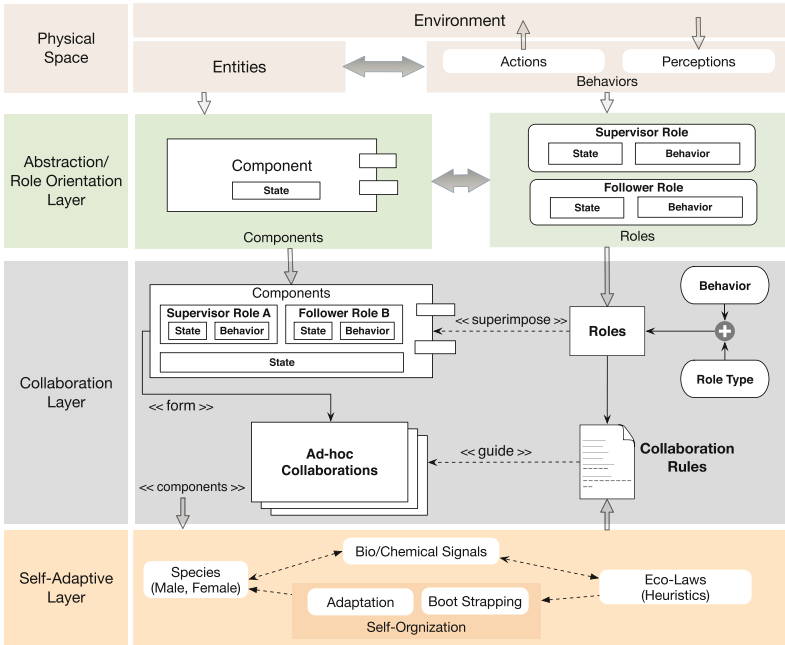 Physical
Space
Environment
Entities
Actions
Perceptions
Behaviors
Abstraction/
Role Orientation
Layer
Component
State
Components
Supervisor Role
State
Behavior
Follower Role
State
Behavior
Roles
Collaboration
Layer
Components
Supervisor Role A
State
Behavior
Follower Role B
State
Behavior
State
<< superimpose >>
Roles
Behavior
Role Type
<< form >>
Ad-hoc
Collaborations
<< guide >>
Collaboration
Rules
<< components >>
Self-Adaptive
Layer
Species
(Male, Female)
Bio/Chemical Signals
Eco-Laws
(Heuristics)
Adaptation
Boot Strapping
Self-Orgnization